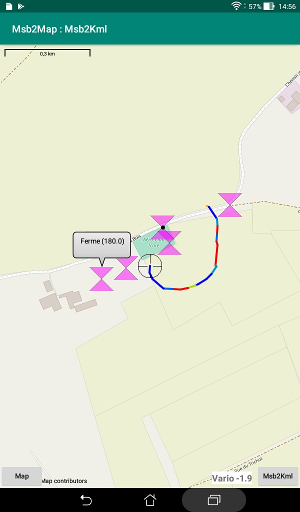 57% 14:56
Msb2Map : Msb2Kml
0,3 km
Ferme (180.0)
Map
Map contributors
Vario -1.9
Msb2Kml